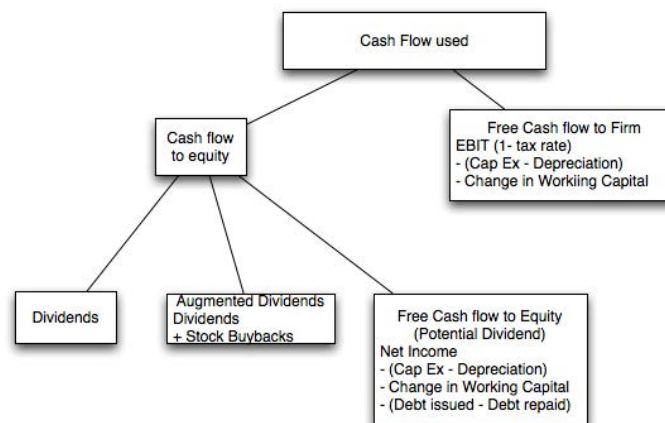 Cash Flow used
Cash flow
to equity
Free Cash flow to Firm
EBIT (1- tax rate)
- (Cap Ex - Depreciation)
- Change in Workiing Capital
Dividends
Augmented Dividends
Dividends
+ Stock Buybacks
Free Cash flow to Equity
(Potential Dividend)
Net Income
- (Cap Ex - Depreciation)
- Change in Working Capital
- (Debt issued - Debt repaid)